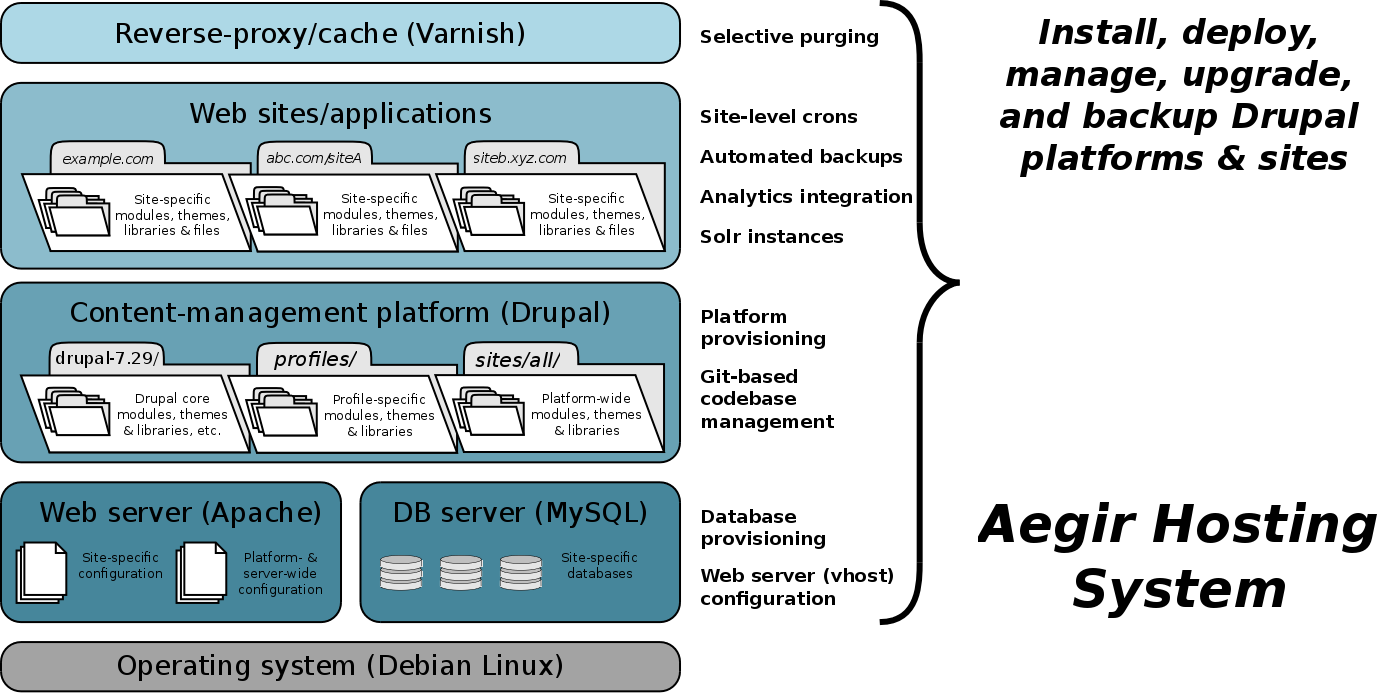 Reverse-proxy/cache (Varnish)
Selective purging
Install, deploy,
manage, upgrade,
and backup Drupal
platforms & sites
Web sites/applications
example.com
abc.com/siteA
siteb.xyz.com
Site-specific
modules, themes,
libraries & files
Site-specific
modules, themes,
libraries & files
Site-specific
modules, themes,
libraries & files
Site-level crons
Automated backups
Analytics integration
Solr instances
Content-management platform (Drupal)
drupal-7.29/
profiles/
sites/all/
Drupal core
modules, themes
& libraries, etc.
Profile-specific
modules, themes
& libraries
Platform-wide
modules, themes
& libraries
Platform
provisioning
Git-based
codebase
management
Web server (Apache)
Site-specific
configuration
Platform- &
server-wide
configuration
DB server (MySQL)
Site-specific
databases
Database
provisioning
Web server (vhost)
configuration
Aegir Hosting
System
Operating system (Debian Linux)